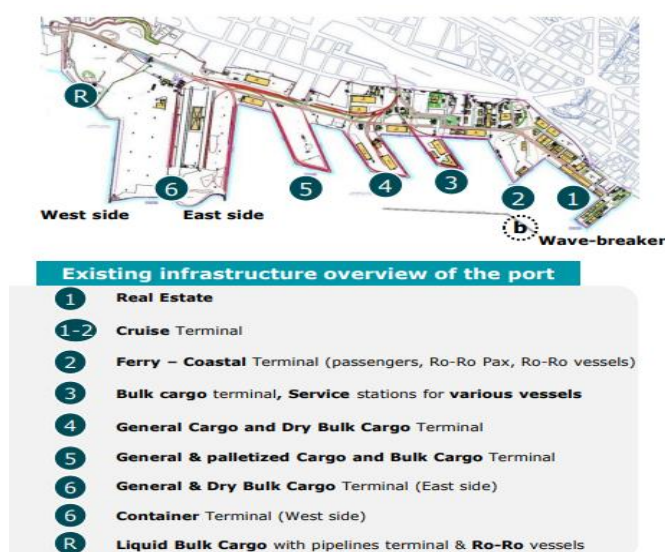 R
6
5
4
3
2
1
West side
East side
b
Wave-breaker
Existing infrastructure overview of the port
1 Real Estate
1-2 Cruise Terminal
2 Ferry – Coastal Terminal (passengers, Ro-Ro Pax, Ro-Ro vessels)
3 Bulk cargo terminal, Service stations for various vessels
4 General Cargo and Dry Bulk Cargo Terminal
5 General & palletized Cargo and Bulk Cargo Terminal
6 General & Dry Bulk Cargo Terminal (East side)
6 Container Terminal (West side)
R Liquid Bulk Cargo with pipelines terminal & Ro-Ro vessels